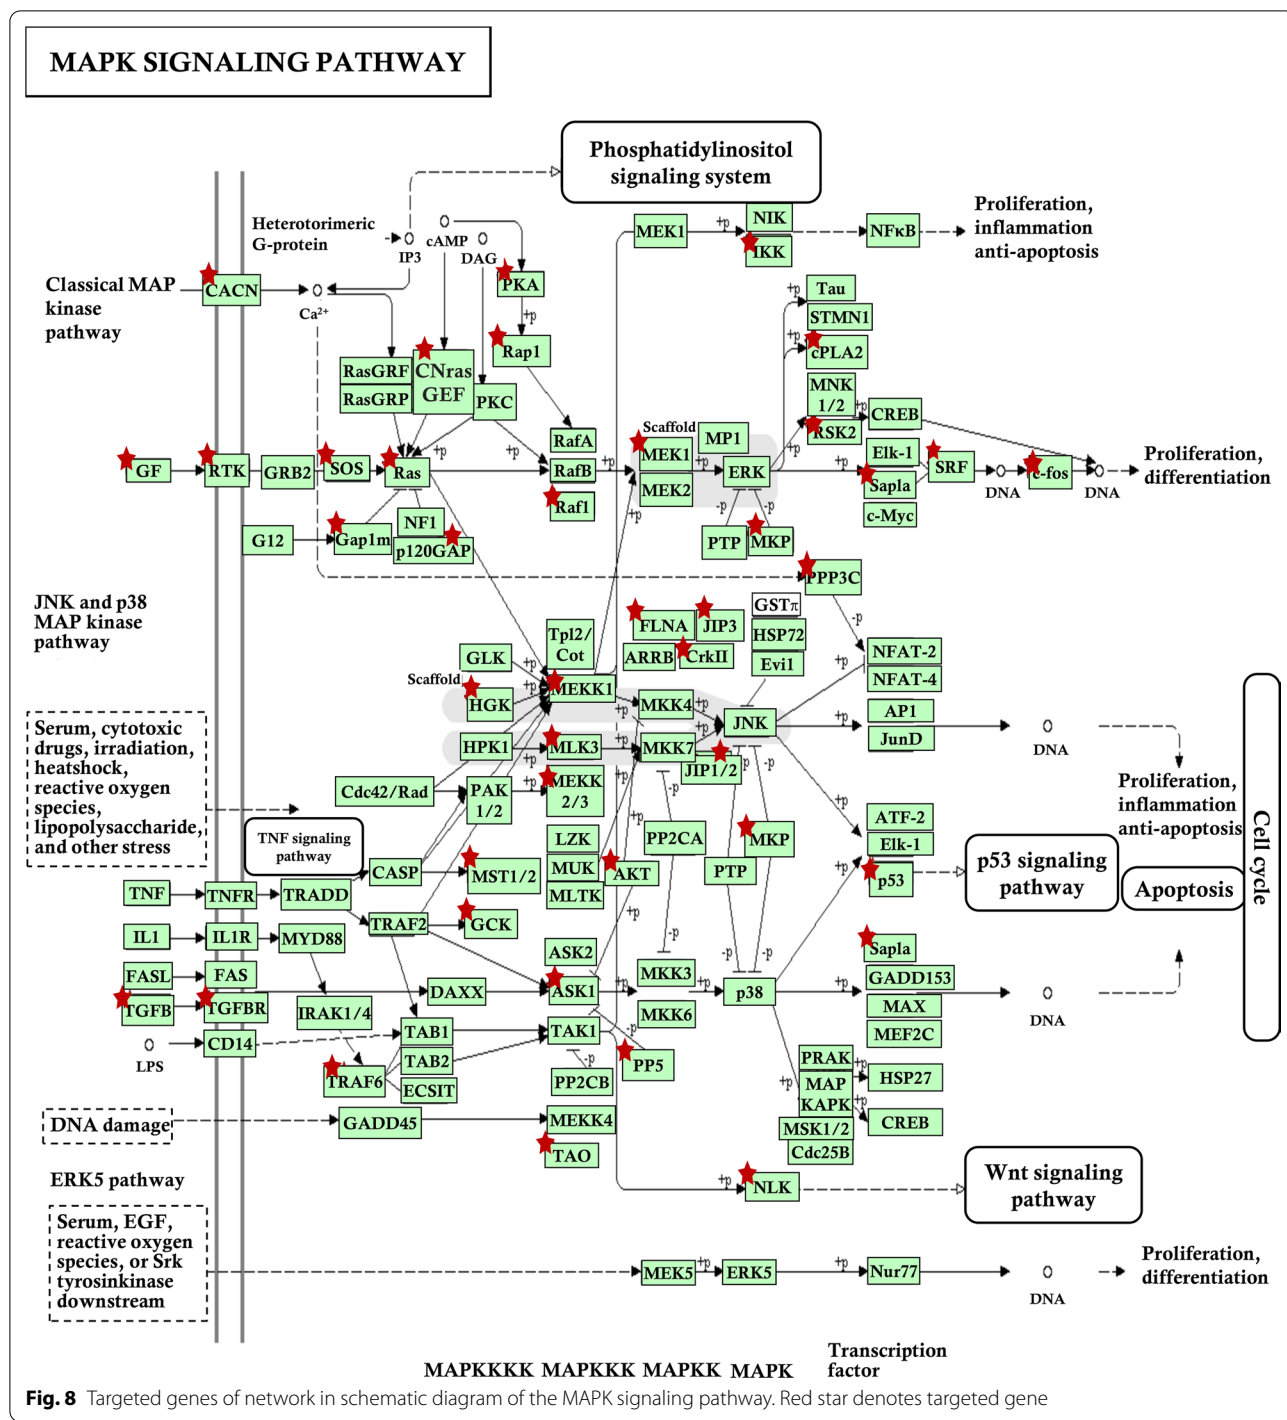 MAPK SIGNALING PATHWAY
Phosphatidylinositol
signaling system
Heterotorimeric
G-protein
IP3
cAMP
DAG
MEK1
+p
NIK
IKK
NFκB
Proliferation,
inflammation
anti-apoptosis
Classical MAP
kinase
pathway
CACN
Ca²⁺
PKA
+p
Rap1
+p
Tau
STMN1
+p
cPLA2
RasGRF
RasGRP
CNras
GEF
PKC
MNK
1/2
RSK2
+p
CREB
RafA
RafB
Raf1
Scaffold
MEK1
MEK2
MP1
ERK
+p
+p
+p
+p
+p
+p
+p
GF
RTK
GRB2
SOS
Ras
Elk-1
Sapla
c-Myc
SRF
DNA
c-fos
DNA
Proliferation,
differentiation
G12
Gap1m
NF1
p120GAP
+p
-p
-p
PTP
MKP
PPP3C
-p
JNK and p38
MAP kinase
pathway
GLK
+p
Tpl2/
Cot
FLNA
JIP3
ARRB
CrkII
GSTπ
HSP72
Evi1
+p
NFAT-2
NFAT-4
Scaffold
HGK
+p
MEKK1
+p
MKK4
+p
JNK
+p
AP1
JunD
DNA
Serum, cytotoxic
drugs, irradiation,
heatshock,
reactive oxygen
species,
lipopolysaccharide,
and other stress
HPK1
+p
MLK3
+p
MKK7
+p
JIP1/2
-p
-p
-p
Proliferation,
inflammation
anti-apoptosis
Cdc42/Rad
PAK
1/2
+p
MEKK
2/3
+p
+p
TNF signaling
pathway
LZK
MUK
MLTK
AKT
PP2CA
MKP
PTP
ATF-2
Elk-1
p53
p53 signaling
pathway
Apoptosis
Cell cycle
CASP
MST1/2
TNF
TNFR
TRADD
TRAF2
GCK
+p
IL1
IL1R
MYD88
-p
-p
-p
Sapla
GADD153
MAX
MEF2C
FASL
FAS
TGFB
TGFBR
IRAK1/4
DAXX
ASK2
ASK1
+p
MKK3
MKK6
+p
p38
+p
DNA
LPS
CD14
TAB1
TAB2
ECSIT
TRAF6
TAK1
-p
PP5
-p
PP2CB
+p
PRAK
MAP
KAPK
MSK1/2
Cdc25B
+p
HSP27
+p
CREB
DNA damage
GADD45
MEKK4
TAO
ERK5 pathway
+p
NLK
Wnt signaling
pathway
Serum, EGF,
reactive oxygen
species, or Srk
tyrosinkinase
downstream
MEK5
+p
ERK5
+p
Nur77
DNA
Proliferation,
differentiation
MAPKKKK MAPKKK MAPKK MAPK
Transcription
factor
Fig. 8 Targeted genes of network in schematic diagram of the MAPK signaling pathway. Red star denotes targeted gene